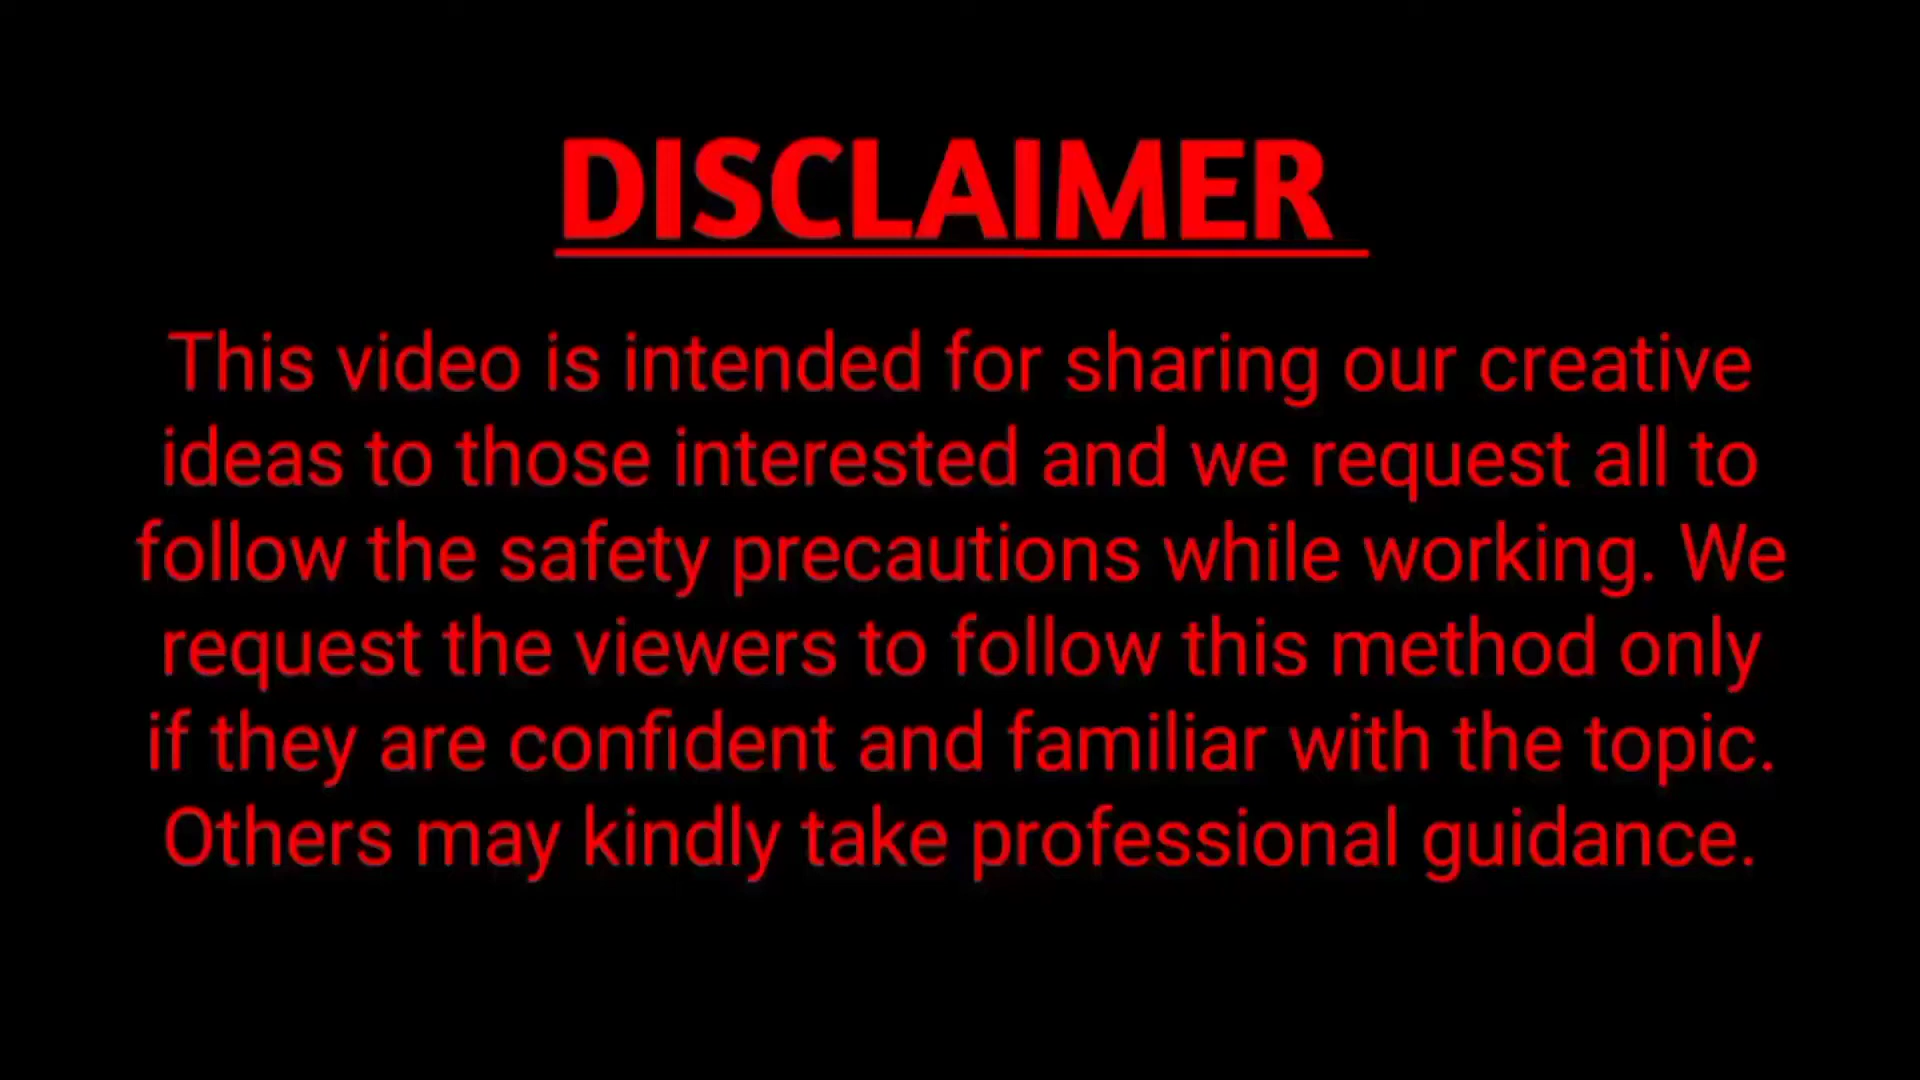 DISCLAIMER
This video is intended for sharing our creative
ideas to those interested and we request all to
follow the safety precautions while working. We
request the viewers to follow this method only
if they are confident and familiar with the topic.
Others may kindly take professional guidance.